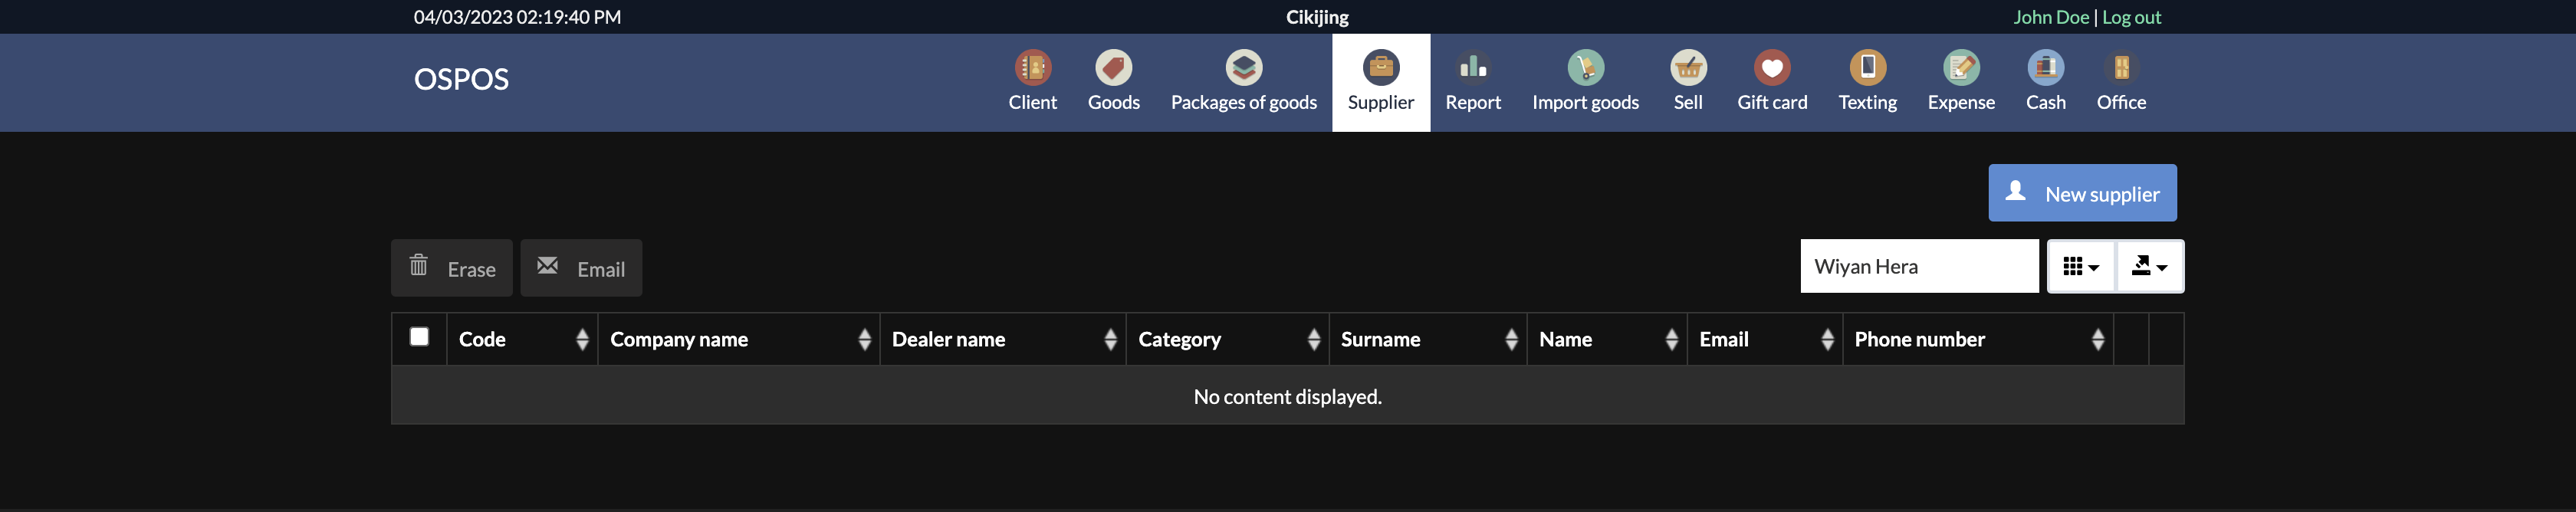 04/03/2023 02:19:40 PM Cikijing John Doe | Log out
OSPOS
Client Goods Packages of goods Supplier Report Import goods Sell Gift card Texting Expense Cash Office
New supplier
Erase Email Wiyan Hera
Code Company name Dealer name Category Surname Name Email Phone number
No content displayed.